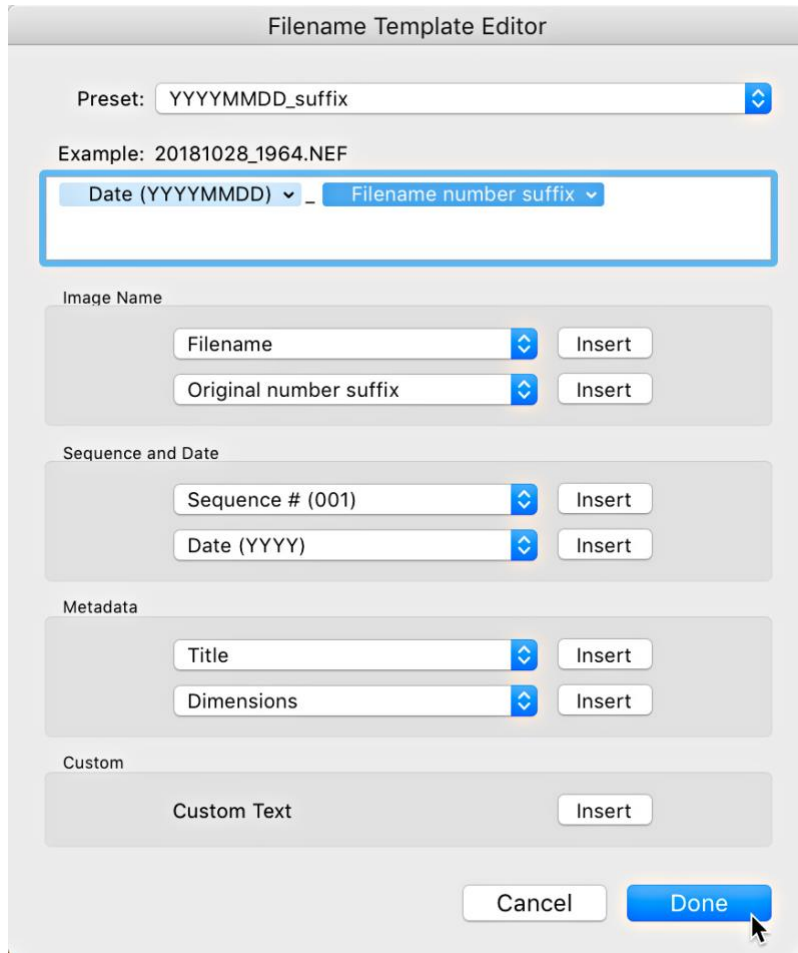 Filename Template Editor
Preset: YYYYMMDD_suffix
Example: 20181028_1964.NEF
Date (YYYYMMDD) _ Filename number suffix
Image Name
Filename Insert
Original number suffix Insert
Sequence and Date
Sequence # (001) Insert
Date (YYYY) Insert
Metadata
Title Insert
Dimensions Insert
Custom
Custom Text Insert
Cancel Done